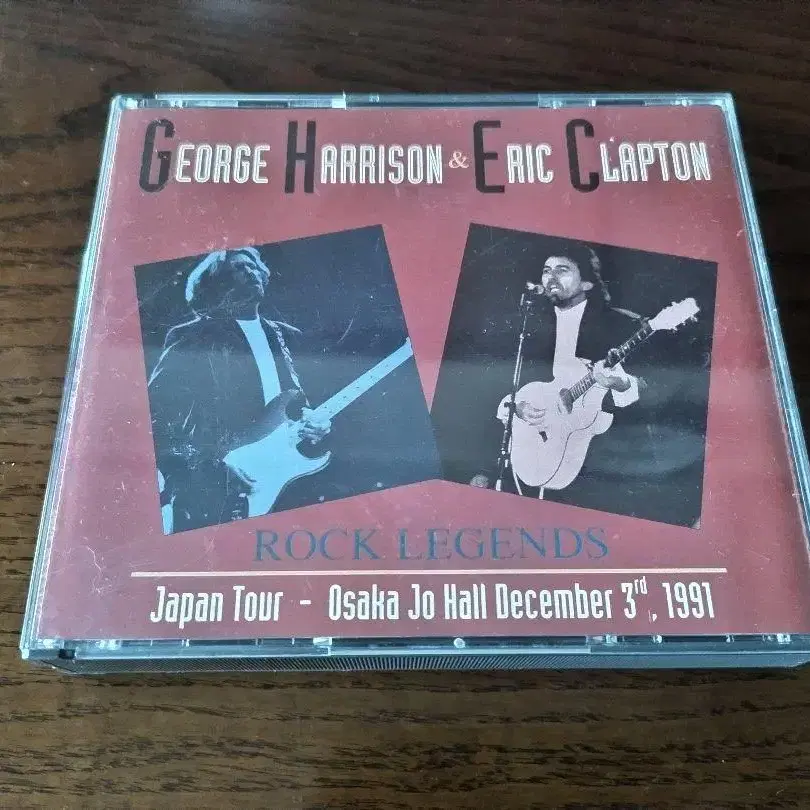 GEORGE HARRISON & ERIC CLAPTON
ROCK LEGENDS
Japan Tour - Osaka Jo Hall December 3rd, 1991